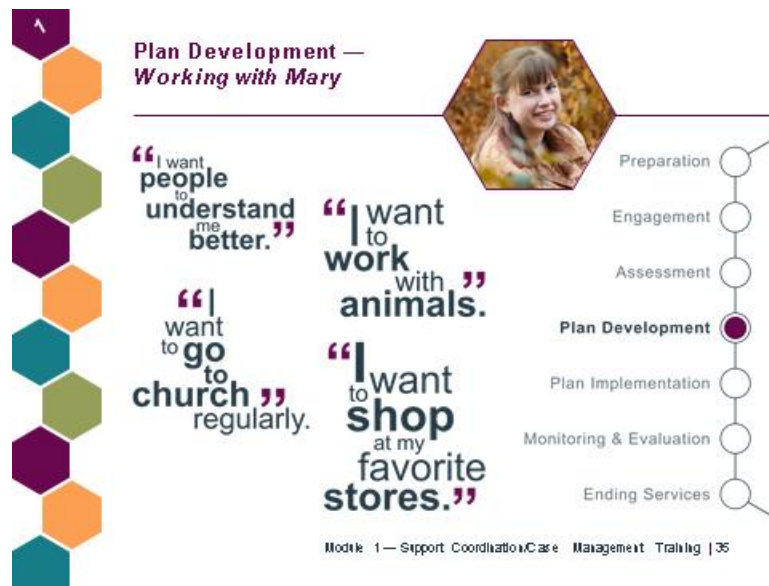 1
Plan Development —
Working with Mary
“I want
people
to
understand
me
better.”
“I want
to
work
with
animals.”
“I
want
to go
to
church
regularly.”
“I want
to
shop
at my
favorite
stores.”
Preparation
Engagement
Assessment
Plan Development
Plan Implementation
Monitoring & Evaluation
Ending Services
Module 1 — Support Coordination/Case Management Training | 35